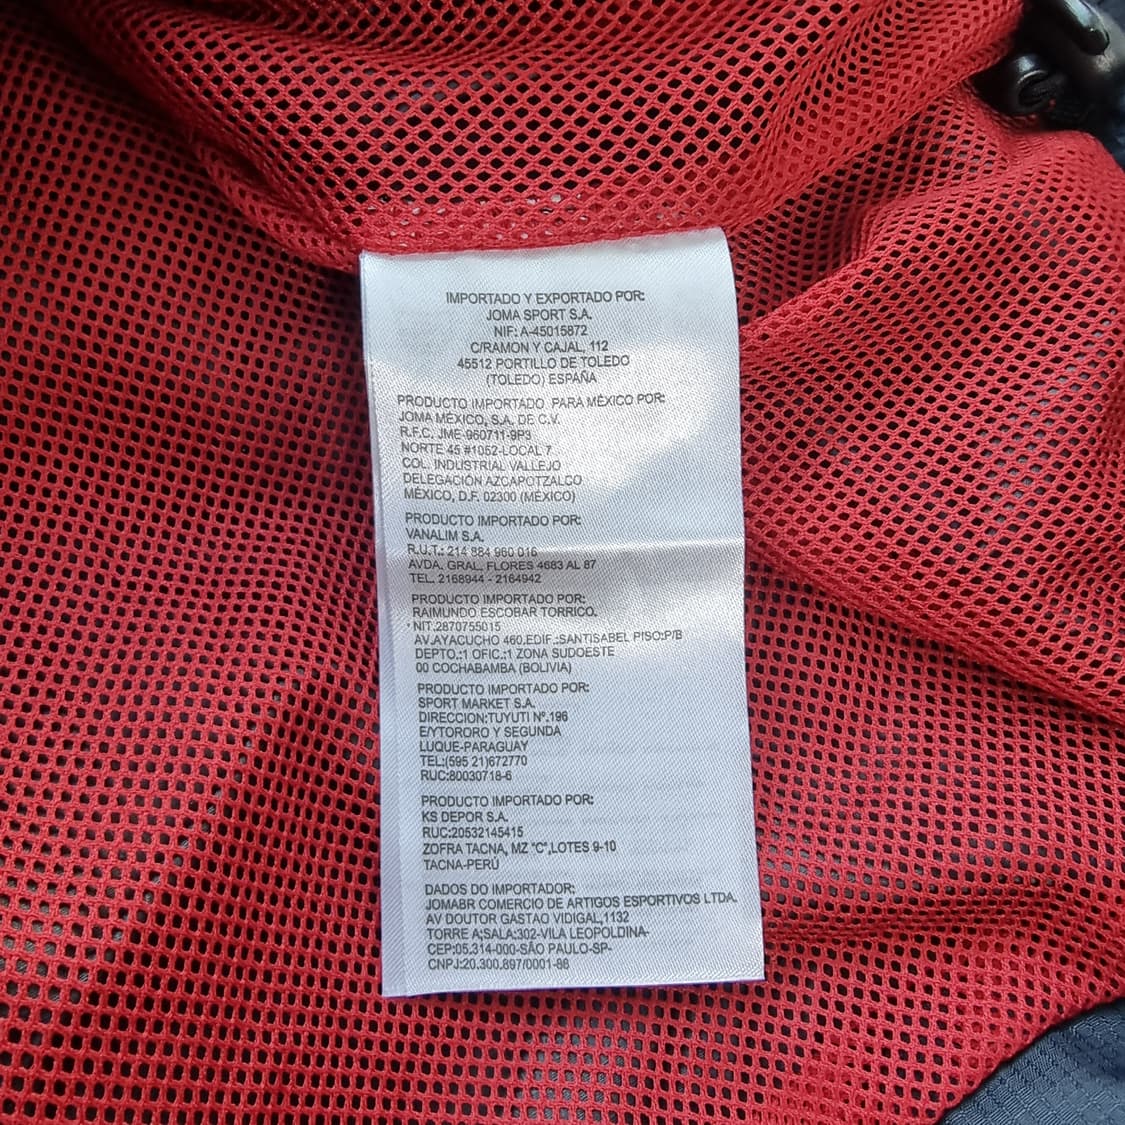 IMPORTADO Y EXPORTADO POR:
JOMA SPORT S.A.
NIF: A-45015872
C/RAMON Y CAJAL, 112
45512 PORTILLO DE TOLEDO
(TOLEDO) ESPAÑA
PRODUCTO IMPORTADO PARA MÉXICO POR:
JOMA MÉXICO, S.A. DE C.V.
R.F.C. JME-960711-9P3
NORTE 45 #1052-LOCAL 7
COL. INDUSTRIAL VALLEJO
DELEGACIÓN AZCAPOTZALCO
MÉXICO, D.F. 02300 (MÉXICO)
PRODUCTO IMPORTADO POR:
VANALIM S.A.
R.U.T.: 214 884 960 016
AVDA. GRAL. FLORES 4683 AL 87
TEL. 2168944 - 2164942
PRODUCTO IMPORTADO POR:
RAIMUNDO ESCOBAR TORRICO.
NIT.2870755015
AV.AYACUCHO 460.EDIF.:SANTISABEL PISO:P/B
DEPTO.:1 OFIC.:1 ZONA SUDOESTE
00 COCHABAMBA (BOLIVIA)
PRODUCTO IMPORTADO POR:
SPORT MARKET S.A.
DIRECCION:TUYUTI Nº.196
E/YTORORO Y SEGUNDA
LUQUE-PARAGUAY
TEL:(595 21)672770
RUC:80030718-6
PRODUCTO IMPORTADO POR:
KS DEPOR S.A.
RUC:20532145415
ZOFRA TACNA, MZ "C",LOTES 9-10
TACNA-PERÚ
DADOS DO IMPORTADOR:
JOMABR COMERCIO DE ARTIGOS ESPORTIVOS LTDA.
AV DOUTOR GASTAO VIDIGAL,1132
TORRE A;SALA:302-VILA LEOPOLDINA-
CEP:05.314-000-SÃO PAULO-SP-
CNPJ:20.300.897/0001-86